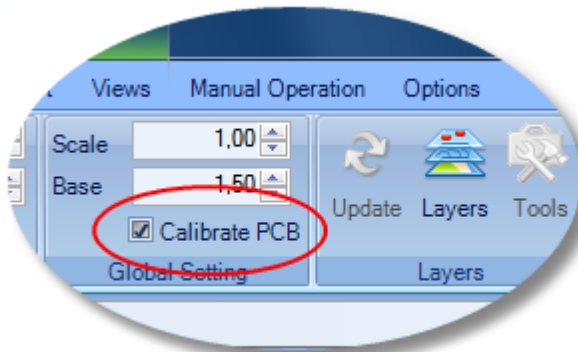 Views Manual Operation Options
Scale 1,00
Base 1,50
Calibrate PCB
Update Layers Tools
Global Setting Layers